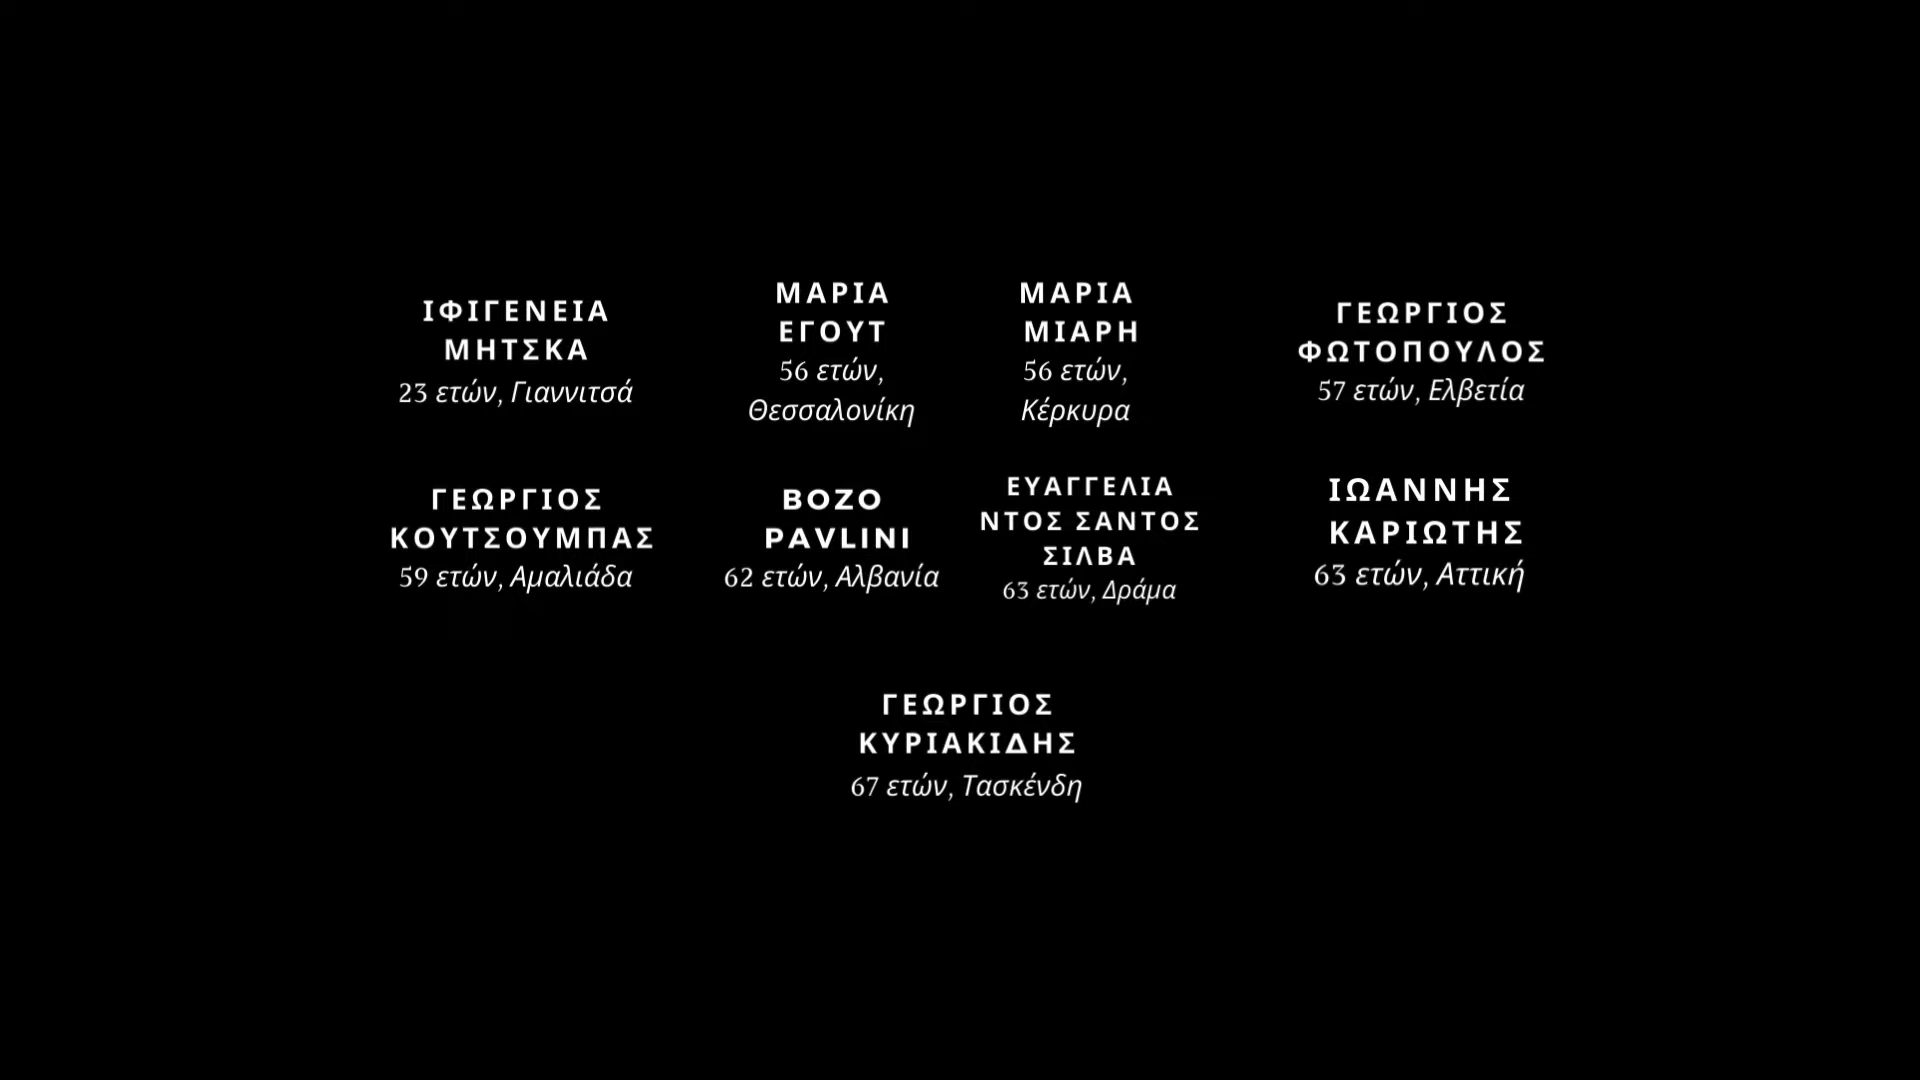 ΙΦΙΓΕΝΕΙΑ
ΜΗΤΣΚΑ
23 ετών, Γιαννιτσά
ΜΑΡΙΑ
ΕΓΟΥΤ
56 ετών,
Θεσσαλονίκη
ΜΑΡΙΑ
ΜΙΑΡΗ
56 ετών,
Κέρκυρα
ΓΕΩΡΓΙΟΣ
ΦΩΤΟΠΟΥΛΟΣ
57 ετών, Ελβετία
ΓΕΩΡΓΙΟΣ
ΚΟΥΤΣΟΥΜΠΑΣ
59 ετών, Αμαλιάδα
BOZO
PAVLINI
62 ετών, Αλβανία
ΕΥΑΓΓΕΛΙΑ
ΝΤΟΣ ΣΑΝΤΟΣ
ΣΙΛΒΑ
63 ετών, Δράμα
ΙΩΑΝΝΗΣ
ΚΑΡΙΩΤΗΣ
63 ετών, Αττική
ΓΕΩΡΓΙΟΣ
ΚΥΡΙΑΚΙΔΗΣ
67 ετών, Τασκένδη